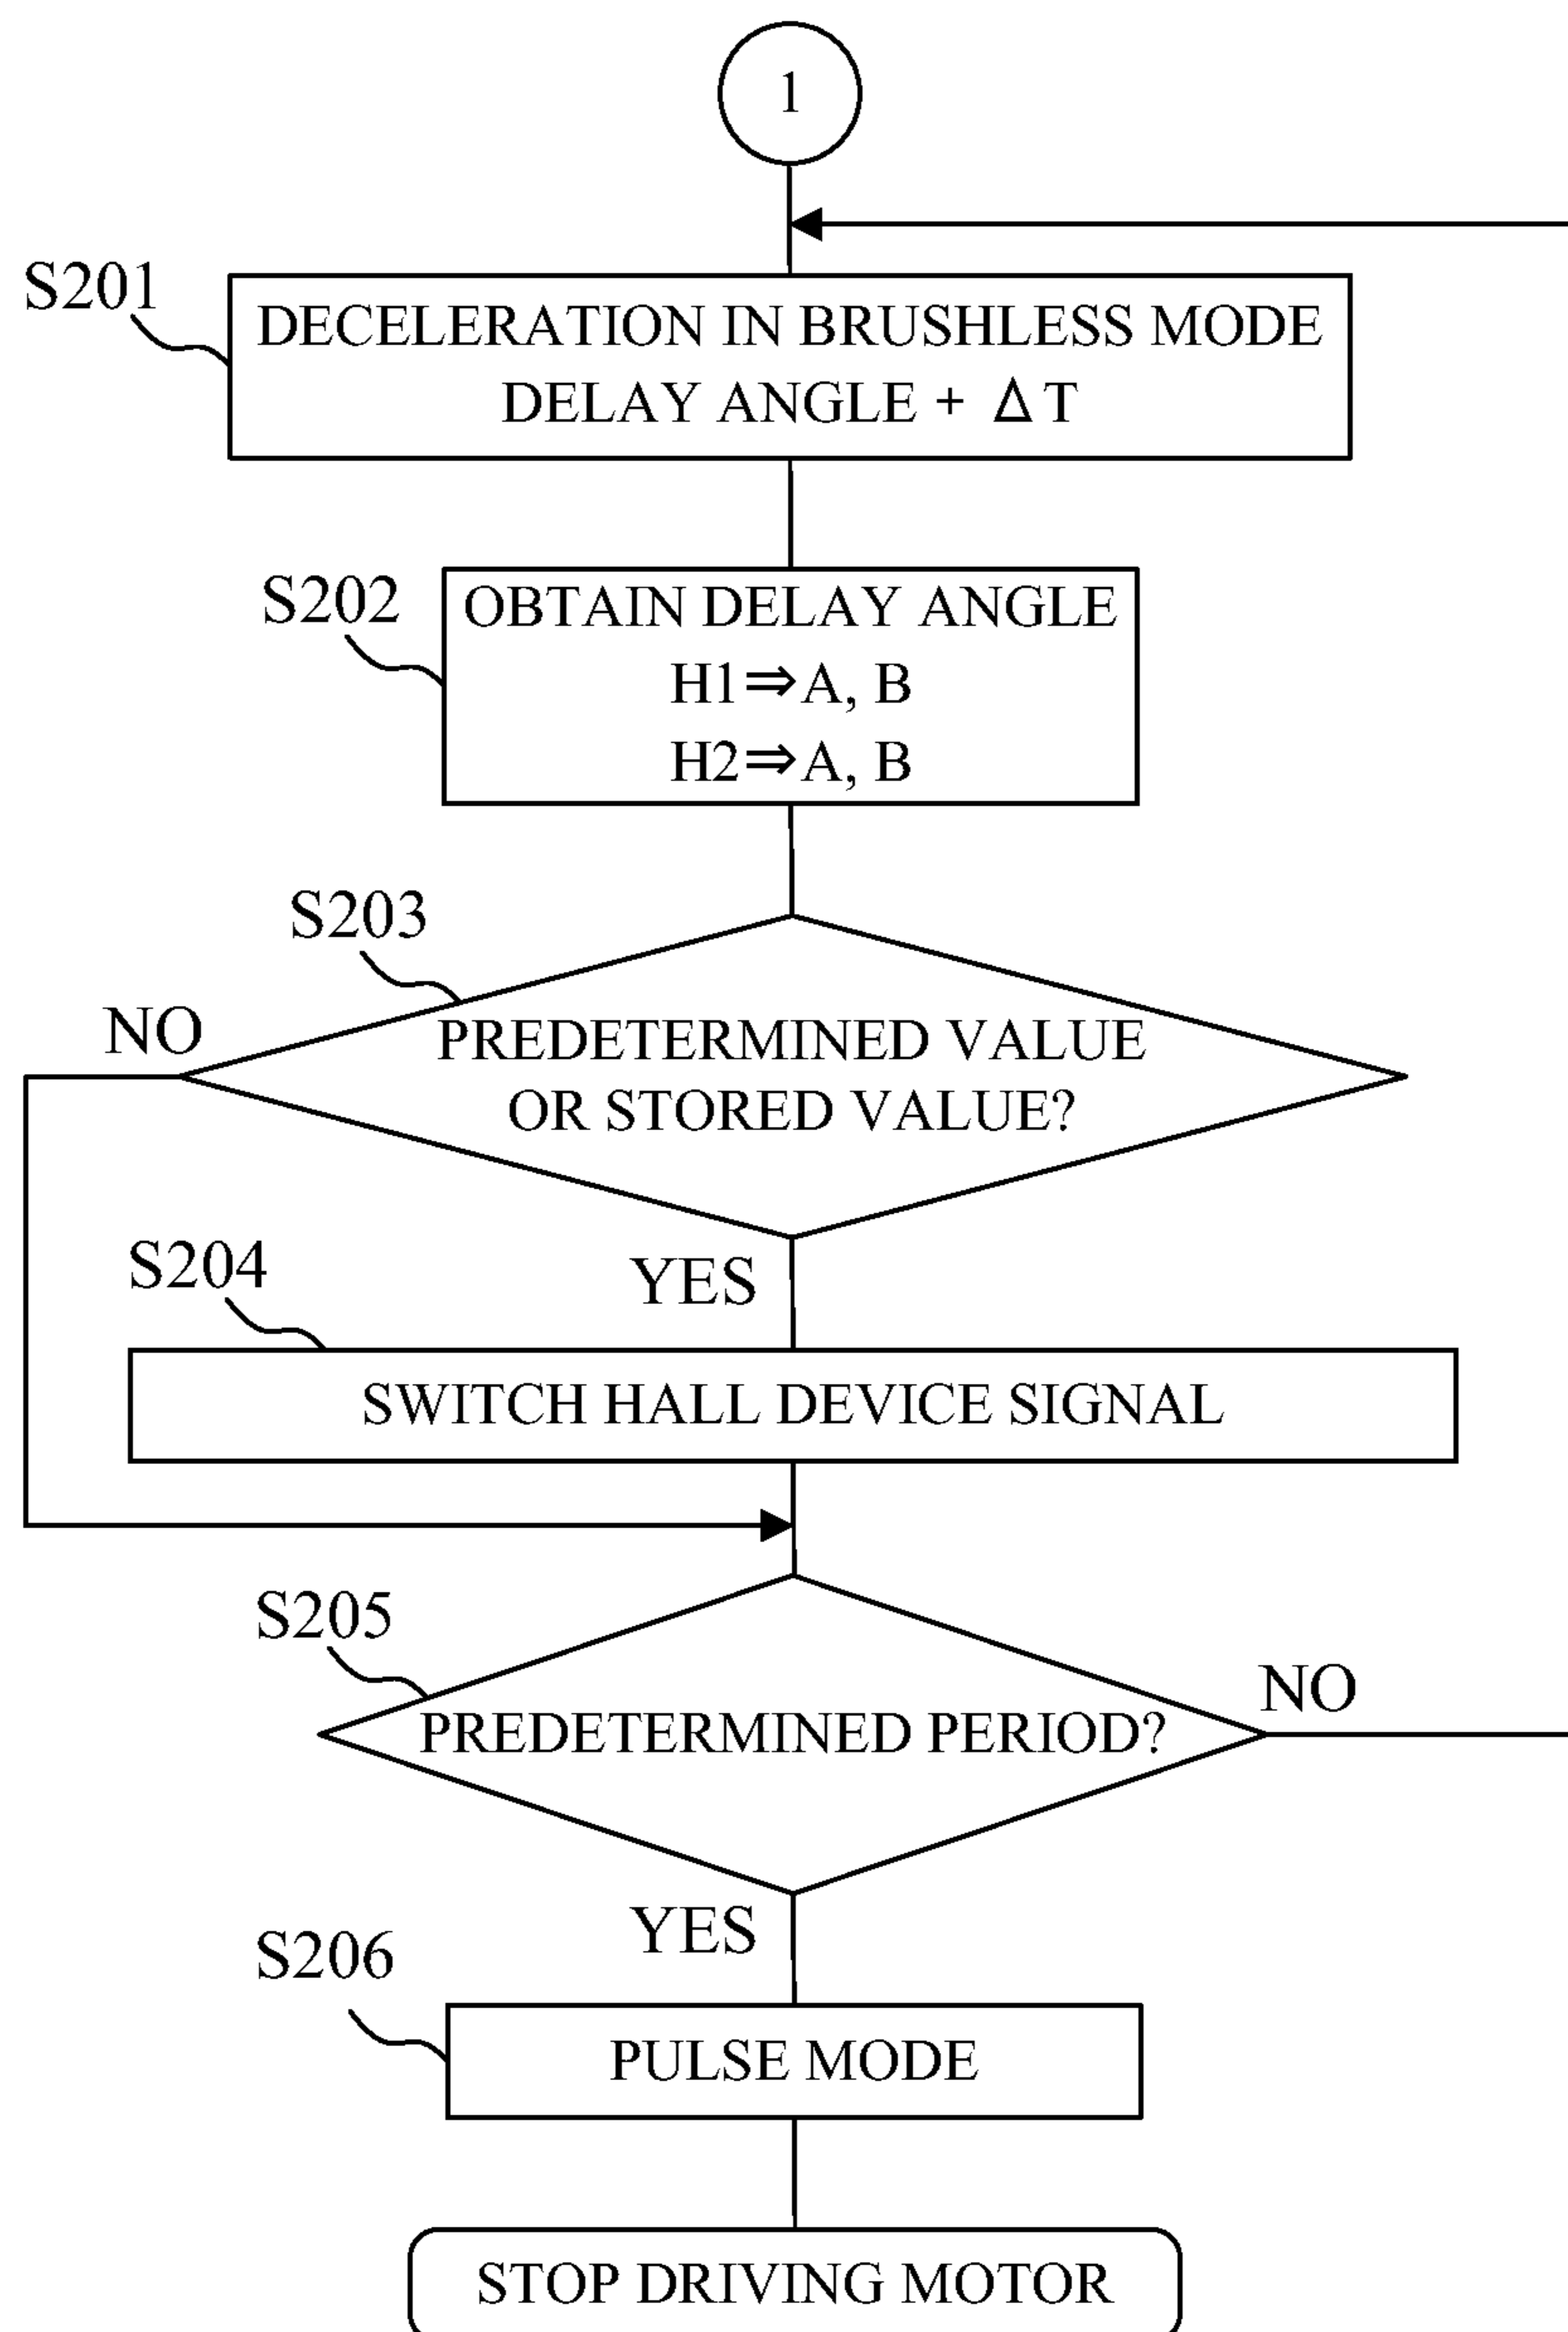 1
S201
DECELERATION IN BRUSHLESS MODE
DELAY ANGLE + Δ T
S202
OBTAIN DELAY ANGLE
H1⇒A, B
H2⇒A, B
S203
NO
PREDETERMINED VALUE
OR STORED VALUE?
S204
YES
SWITCH HALL DEVICE SIGNAL
S205
NO
PREDETERMINED PERIOD?
YES
S206
PULSE MODE
STOP DRIVING MOTOR